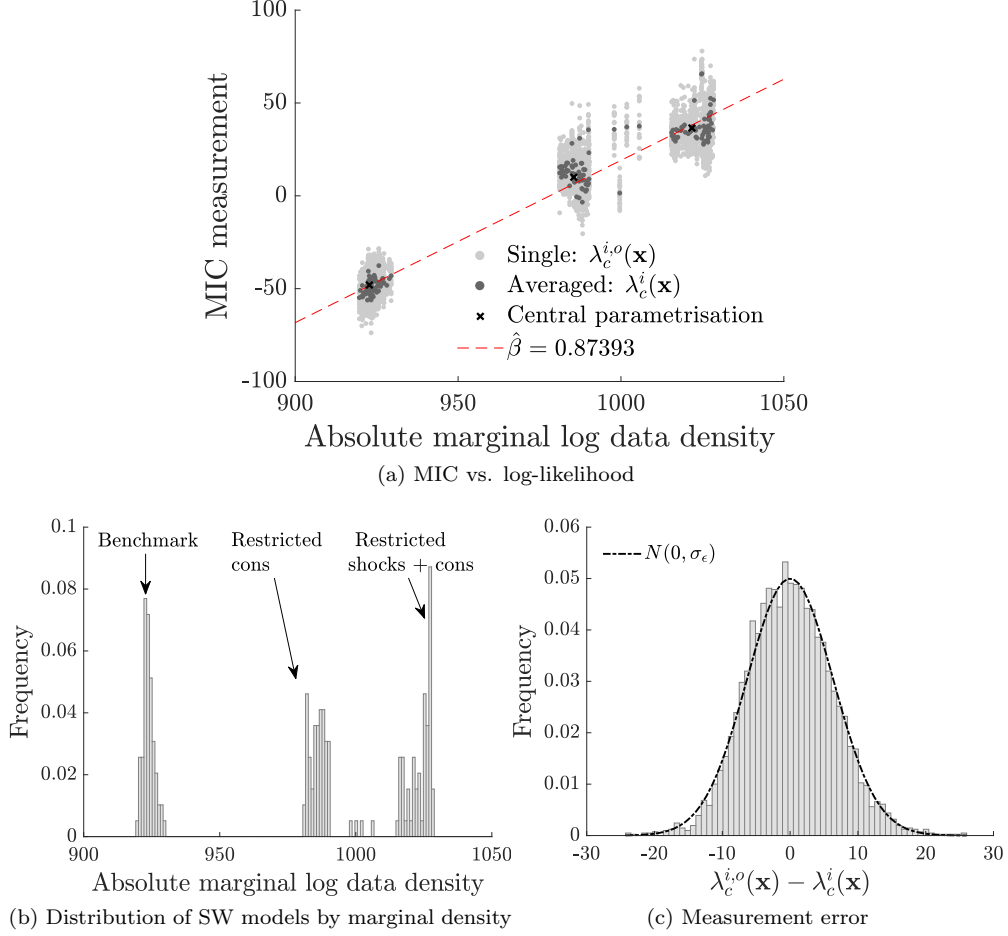 100
50
0
-50
-100
MIC measurement
Single: λ_c^{i,o}(x)
Averaged: λ_c^i(x)
Central parametrisation
β̂ = 0.87393
900 950 1000 1050
Absolute marginal log data density
(a) MIC vs. log-likelihood
0.1
0.08
0.06
0.04
0.02
0
Frequency
Benchmark
Restricted
cons
Restricted
shocks + cons
900 950 1000 1050
Absolute marginal log data density
(b) Distribution of SW models by marginal density
0.06
0.05
0.04
0.03
0.02
0.01
0
Frequency
N(0, σ_ϵ)
-30 -20 -10 0 10 20 30
λ_c^{i,o}(x) − λ_c^i(x)
(c) Measurement error